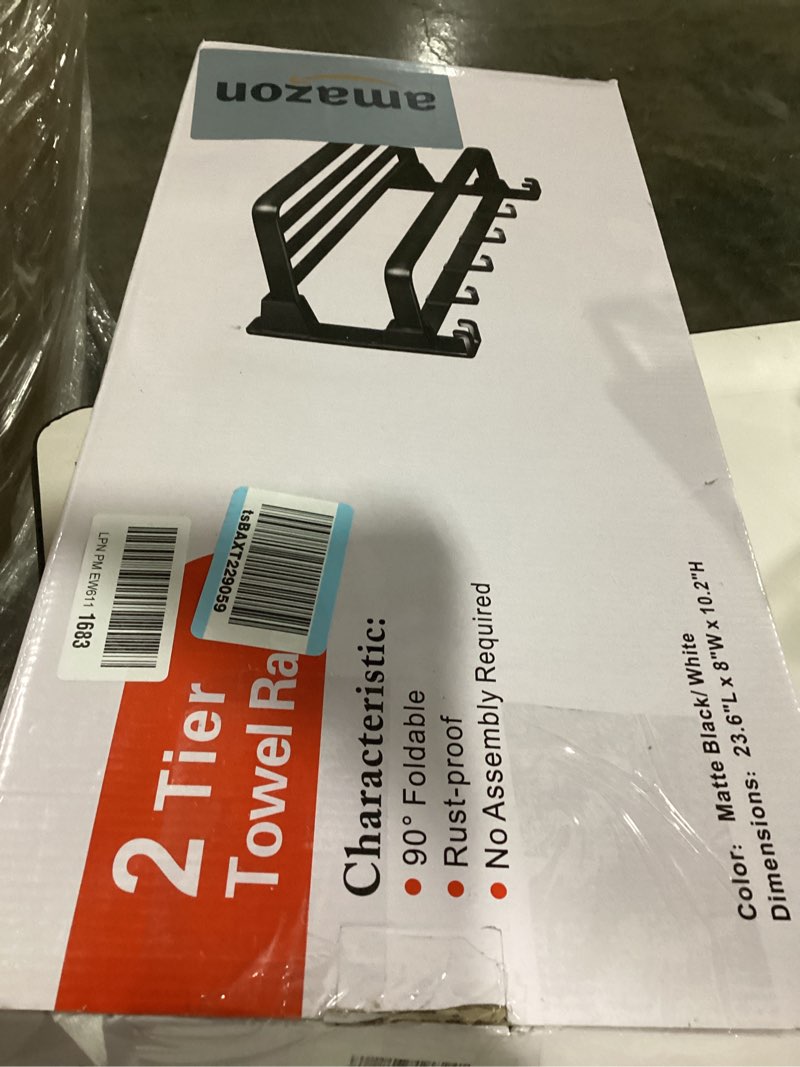 amazon
LPN PM EW611 1683
tsBAXT229059
2 Tier
Towel Ra
Characteristic:
• 90° Foldable
• Rust-proof
• No Assembly Required
Color: Matte Black/White
Dimensions: 23.6"L x 8"W x 10.2"H